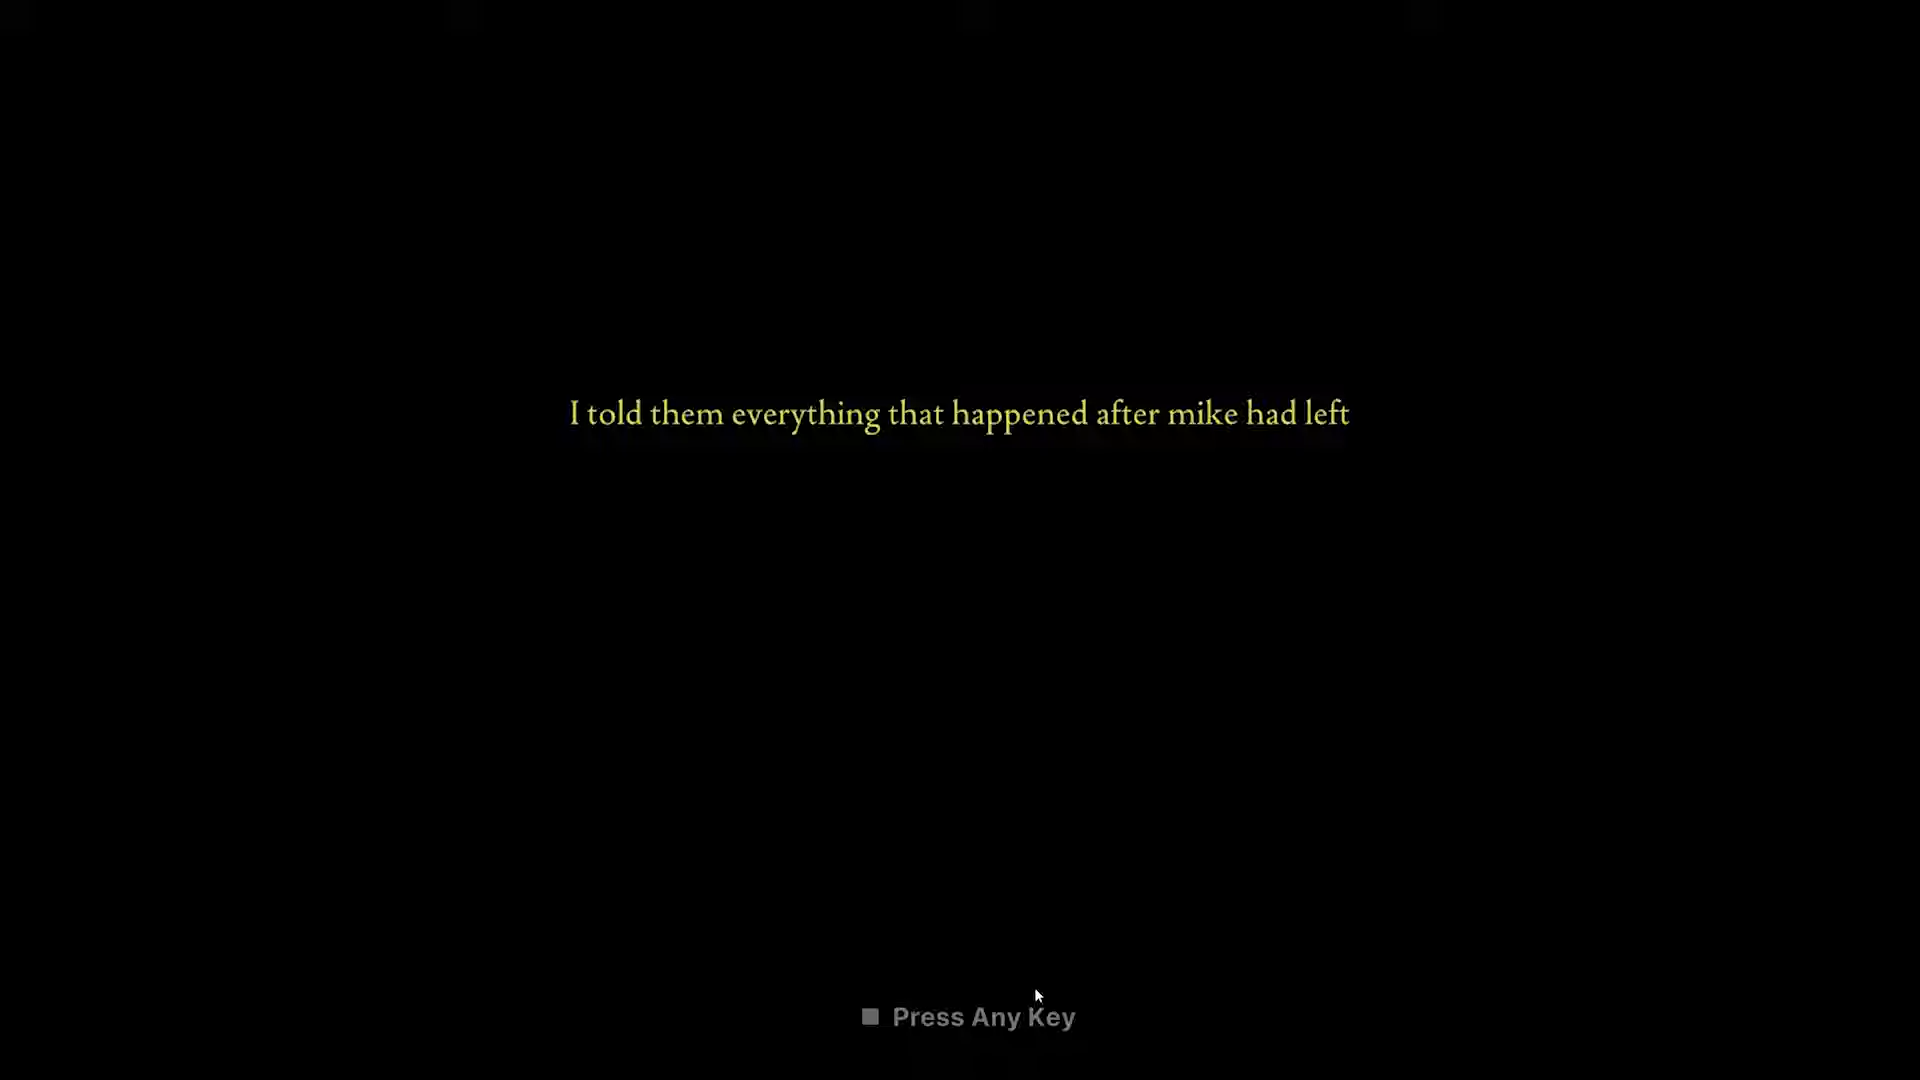 I told them everything that happened after mike had left
Press Any Key